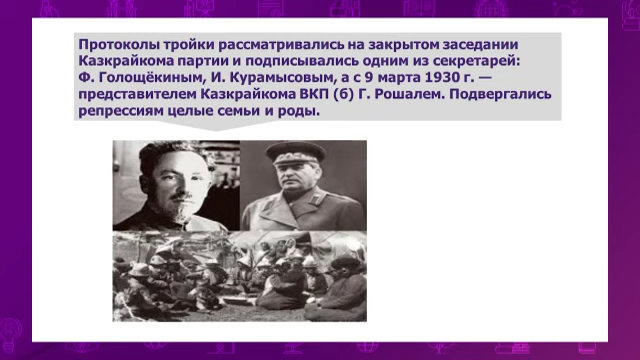 Протоколы тройки рассматривались на закрытом заседании
Казкрайкома партии и подписывались одним из секретарей:
Ф. Голощёкиным, И. Курамысовым, а с 9 марта 1930 г. —
представителем Казкрайкома ВКП (б) Г. Рошалем. Подвергались
репрессиям целые семьи и роды.